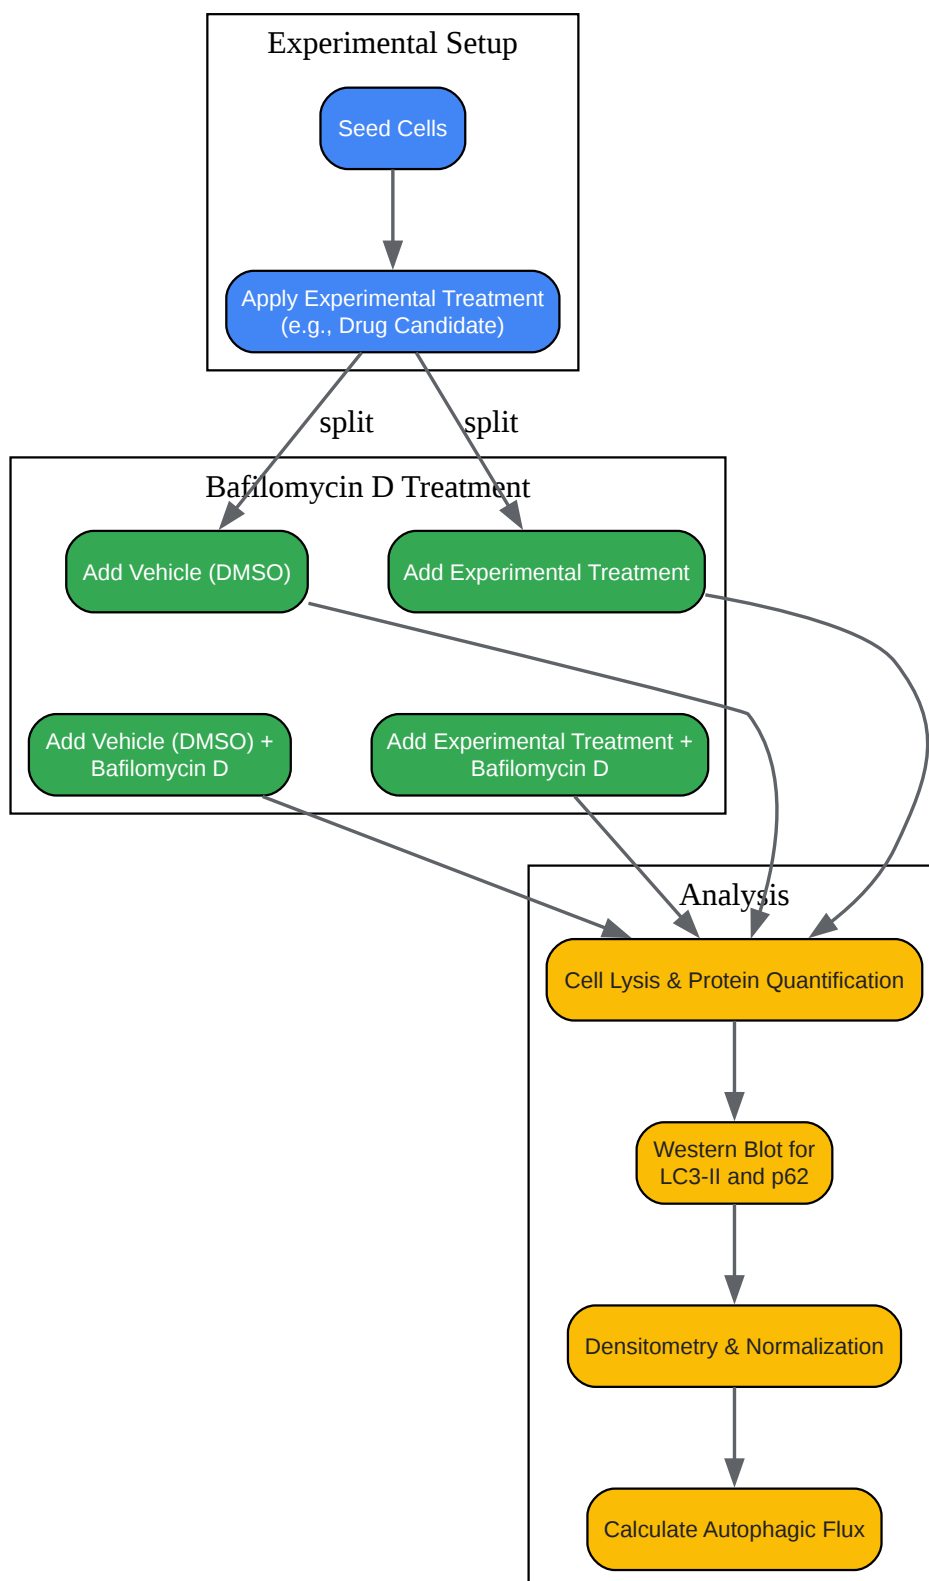 Experimental Setup
Seed Cells
Apply Experimental Treatment
(e.g., Drug Candidate)
split
split
Bafilomycin D Treatment
Add Vehicle (DMSO)
Add Experimental Treatment
Add Vehicle (DMSO) +
Bafilomycin D
Add Experimental Treatment +
Bafilomycin D
Analysis
Cell Lysis & Protein Quantification
Western Blot for
LC3-II and p62
Densitometry & Normalization
Calculate Autophagic Flux